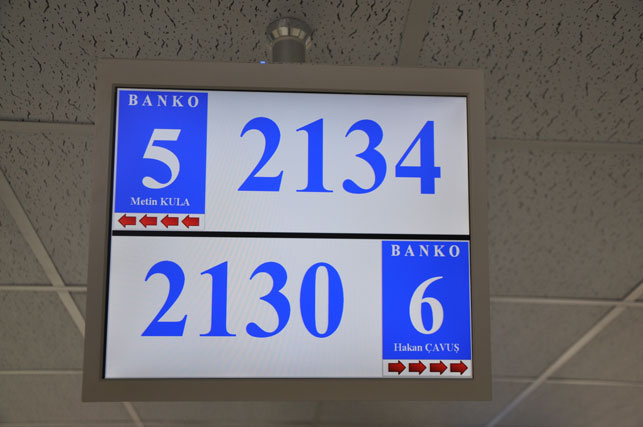 BANKO
5
Metin KULA
2134
2130
BANKO
6
Hakan ÇAVUŞ